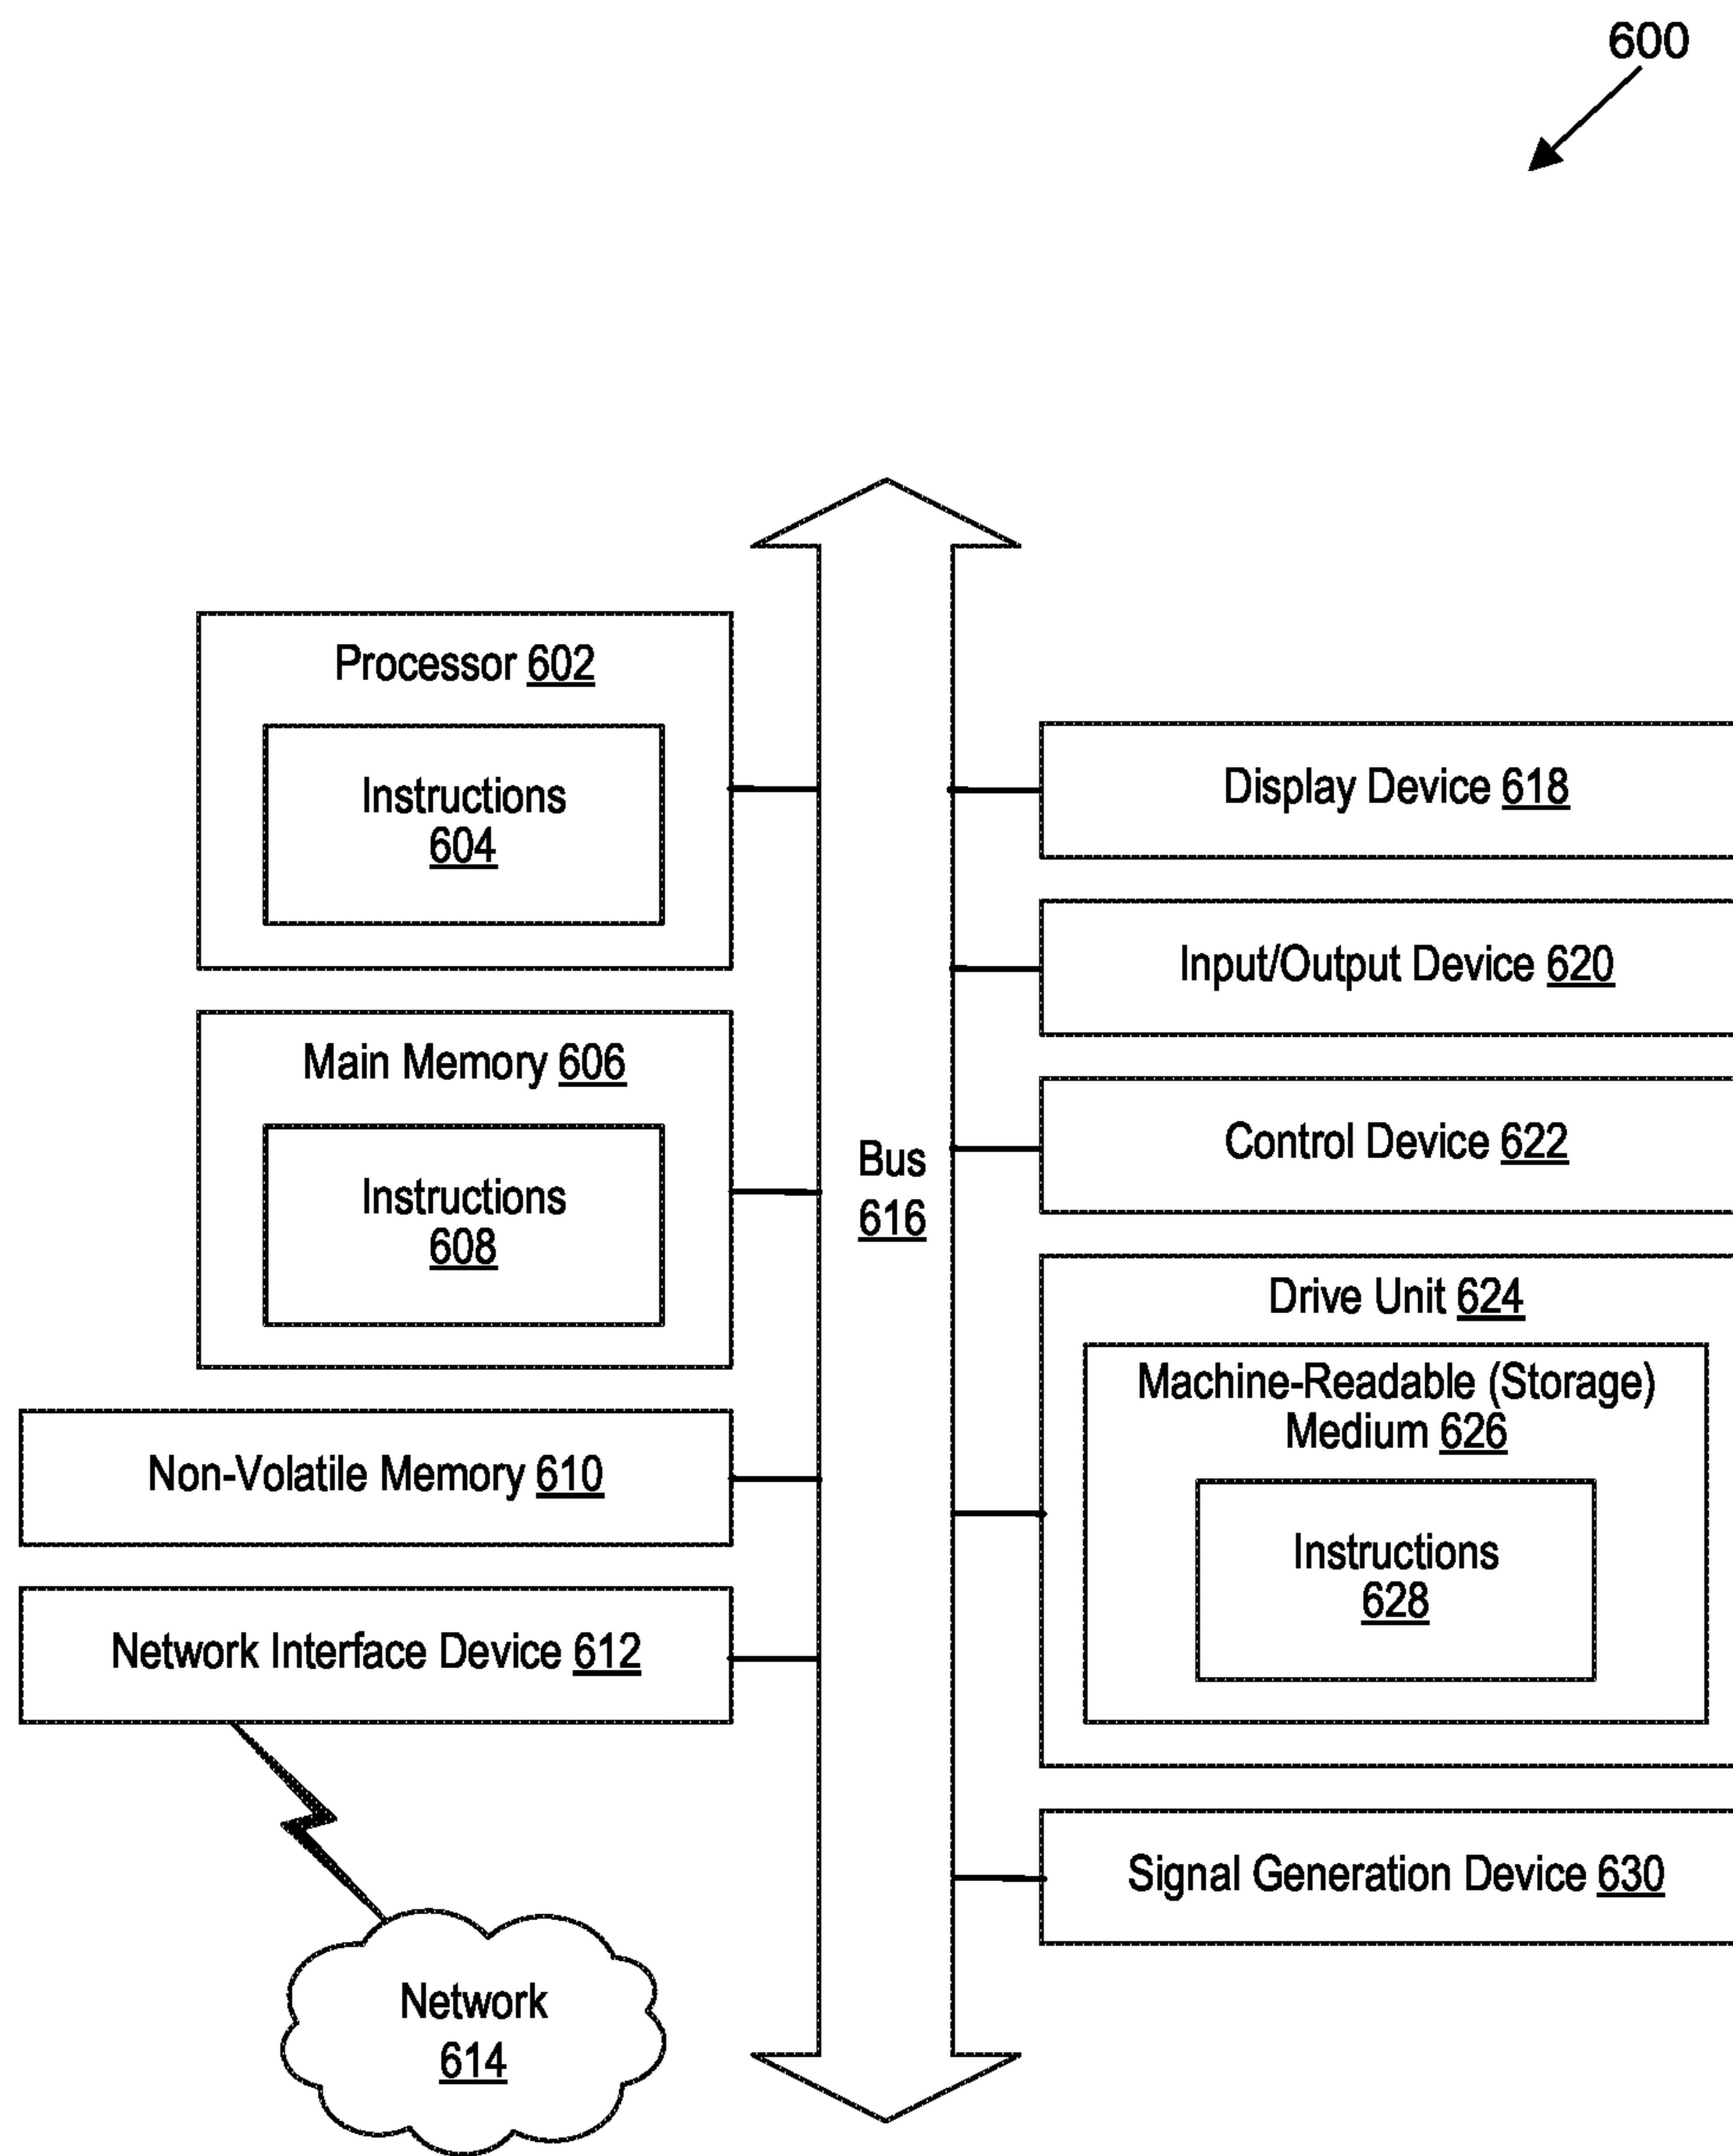 600
Processor 602
Instructions
604
Main Memory 606
Instructions
608
Non-Volatile Memory 610
Network Interface Device 612
Network
614
Bus
616
Display Device 618
Input/Output Device 620
Control Device 622
Drive Unit 624
Machine-Readable (Storage)
Medium 626
Instructions
628
Signal Generation Device 630